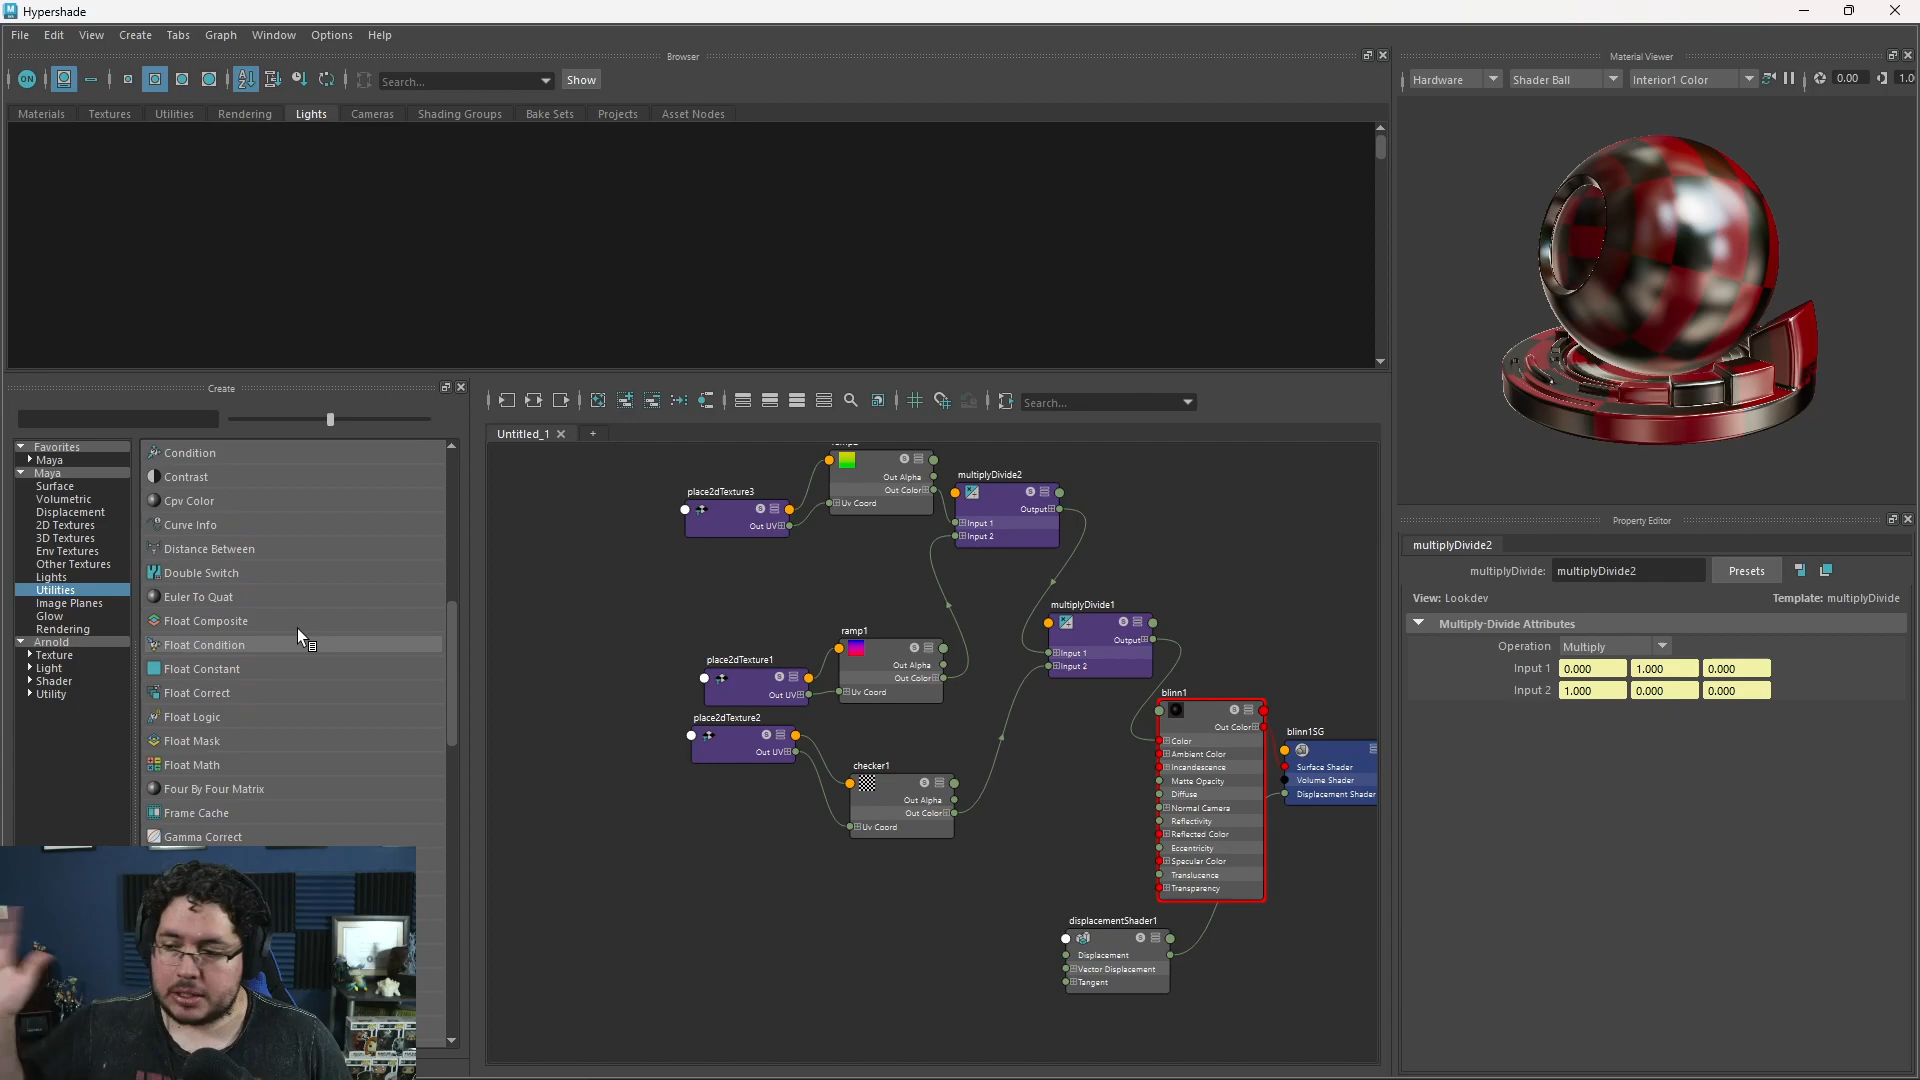 Hypershade
File Edit View Create Tabs Graph Window Options Help
Browser
Material Viewer
ON
Search...
Show
Hardware
Shader Ball
Interior1 Color
0.00
1.0
Materials Textures Utilities Rendering Lights Cameras Shading Groups Bake Sets Projects Asset Nodes
Create
Search...
Untitled_1
+
Favorites
Maya
Maya
Surface
Volumetric
Displacement
2D Textures
3D Textures
Env Textures
Other Textures
Lights
Utilities
Image Planes
Glow
Rendering
Arnold
Texture
Light
Shader
Utility
Condition
Contrast
Cpv Color
Curve Info
Distance Between
Double Switch
Euler To Quat
Float Composite
Float Condition
Float Constant
Float Correct
Float Logic
Float Mask
Float Math
Four By Four Matrix
Frame Cache
Gamma Correct
Out Alpha
Out Color
Uv Coord
place2dTexture3
Out UV
multiplyDivide2
Output
Input 1
Input 2
multiplyDivide1
Output
Input 1
Input 2
ramp1
Out Alpha
Out Color
Uv Coord
place2dTexture1
Out UV
place2dTexture2
Out UV
checker1
Out Alpha
Out Color
Uv Coord
blinn1
Out Color
Color
Ambient Color
Incandescence
Matte Opacity
Diffuse
Normal Camera
Reflectivity
Reflected Color
Eccentricity
Specular Color
Translucence
Transparency
blinn1SG
Surface Shader
Volume Shader
Displacement Shader
displacementShader1
Displacement
Vector Displacement
Tangent
Property Editor
multiplyDivide2
multiplyDivide: multiplyDivide2 Presets
View: Lookdev Template: multiplyDivide
Multiply-Divide Attributes
Operation Multiply
Input 1 0.000 1.000 0.000
Input 2 1.000 0.000 0.000